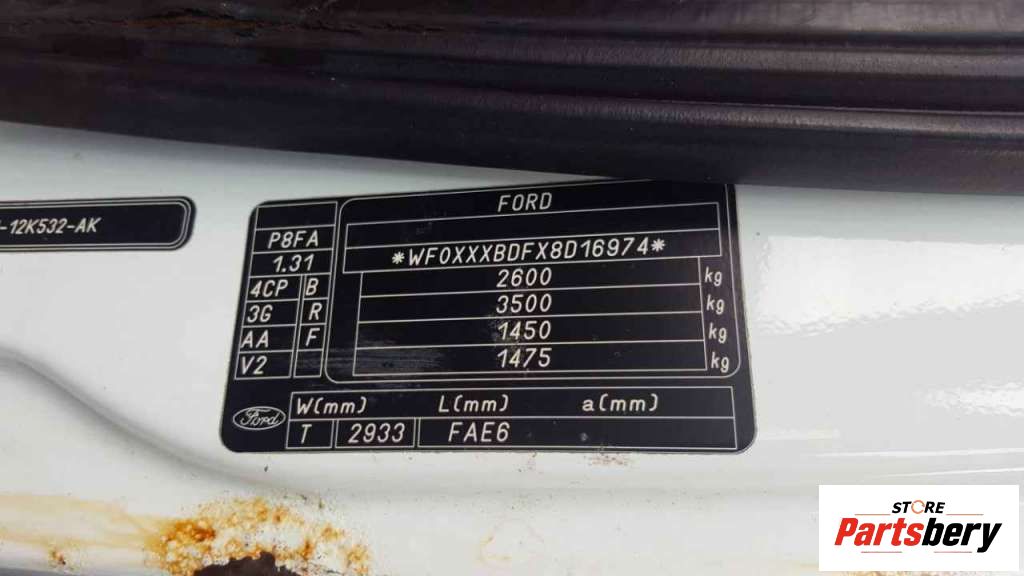 -12K532-AK
FORD
P8FA
*WF0XXXBDFX8D16974*
1.31
2600 kg
4CP B
3500 kg
3G R
1450 kg
AA F
1475 kg
V2
W(mm) L(mm) a(mm)
Ford
T 2933 FAE6
STORE
Partsbery